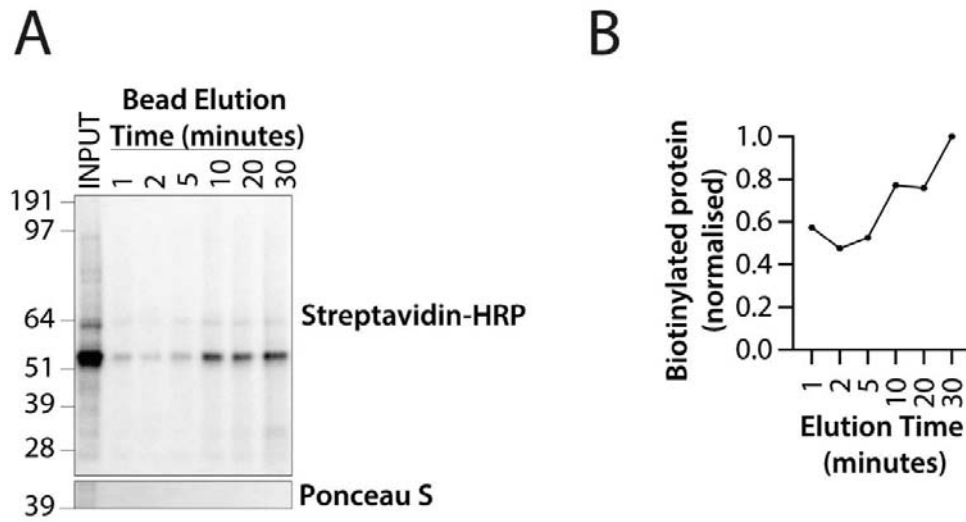 A
Bead Elution
Time (minutes)
INPUT
1
2
5
10
20
30
191
97
64
51
39
28
39
Streptavidin-HRP
Ponceau S
B
Biotinylated protein
(normalised)
1.0
0.8
0.6
0.4
0.2
0.0
1
2
5
10
20
30
Elution Time
(minutes)